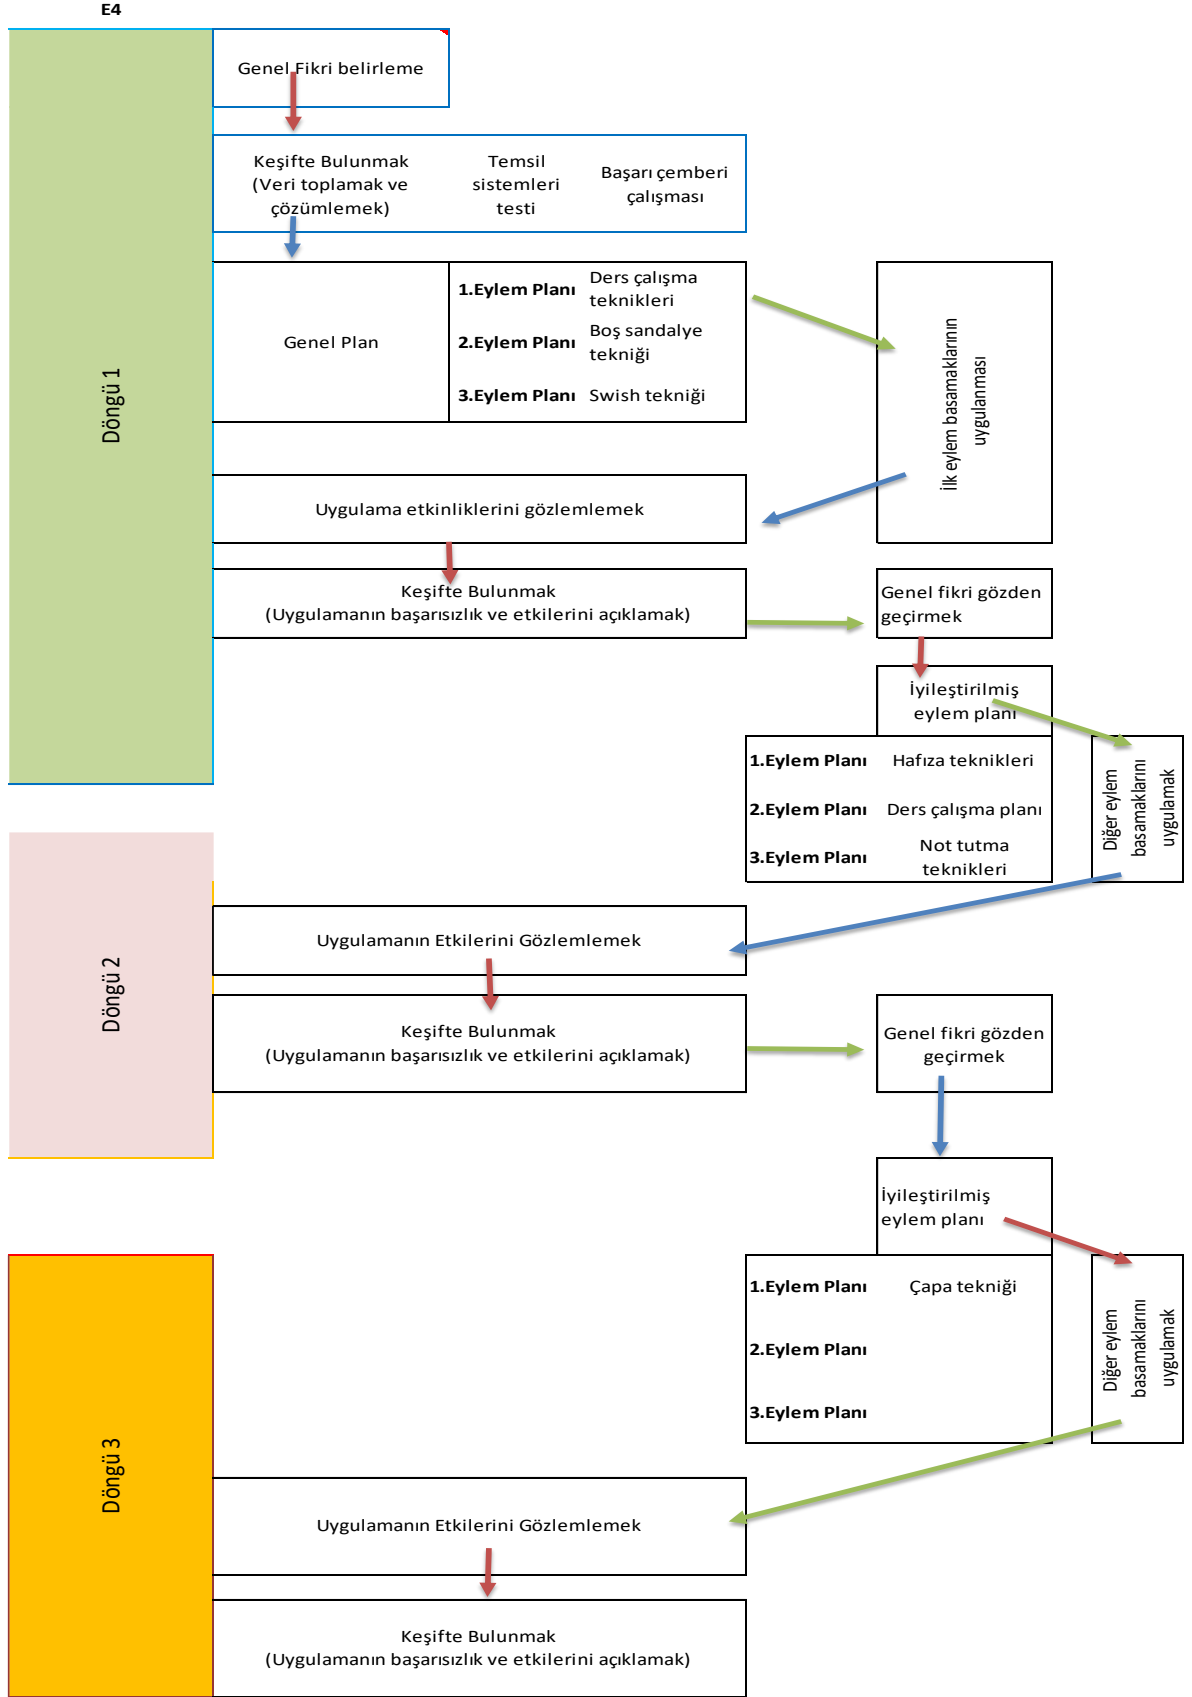 E4
Döngü 1
Genel Fikri belirleme
Keşifte Bulunmak
(Veri toplamak ve
çözümlemek)
Temsil
sistemleri
testi
Başarı çemberi
çalışması
Genel Plan
1.Eylem Planı
Ders çalışma
teknikleri
2.Eylem Planı
Boş sandalye
tekniği
3.Eylem Planı
Swish tekniği
İlk eylem basamaklarının
uygulanması
Uygulama etkinliklerini gözlemlemek
Keşifte Bulunmak
(Uygulamanın başarısızlık ve etkilerini açıklamak)
Genel fikri gözden
geçirmek
İyileştirilmiş
eylem planı
1.Eylem Planı
Hafıza teknikleri
2.Eylem Planı
Ders çalışma planı
3.Eylem Planı
Not tutma
teknikleri
Diğer eylem
basamaklarını
uygulamak
Döngü 2
Uygulamanın Etkilerini Gözlemlemek
Keşifte Bulunmak
(Uygulamanın başarısızlık ve etkilerini açıklamak)
Genel fikri gözden
geçirmek
İyileştirilmiş
eylem planı
1.Eylem Planı
Çapa tekniği
2.Eylem Planı
3.Eylem Planı
Diğer eylem
basamaklarını
uygulamak
Döngü 3
Uygulamanın Etkilerini Gözlemlemek
Keşifte Bulunmak
(Uygulamanın başarısızlık ve etkilerini açıklamak)